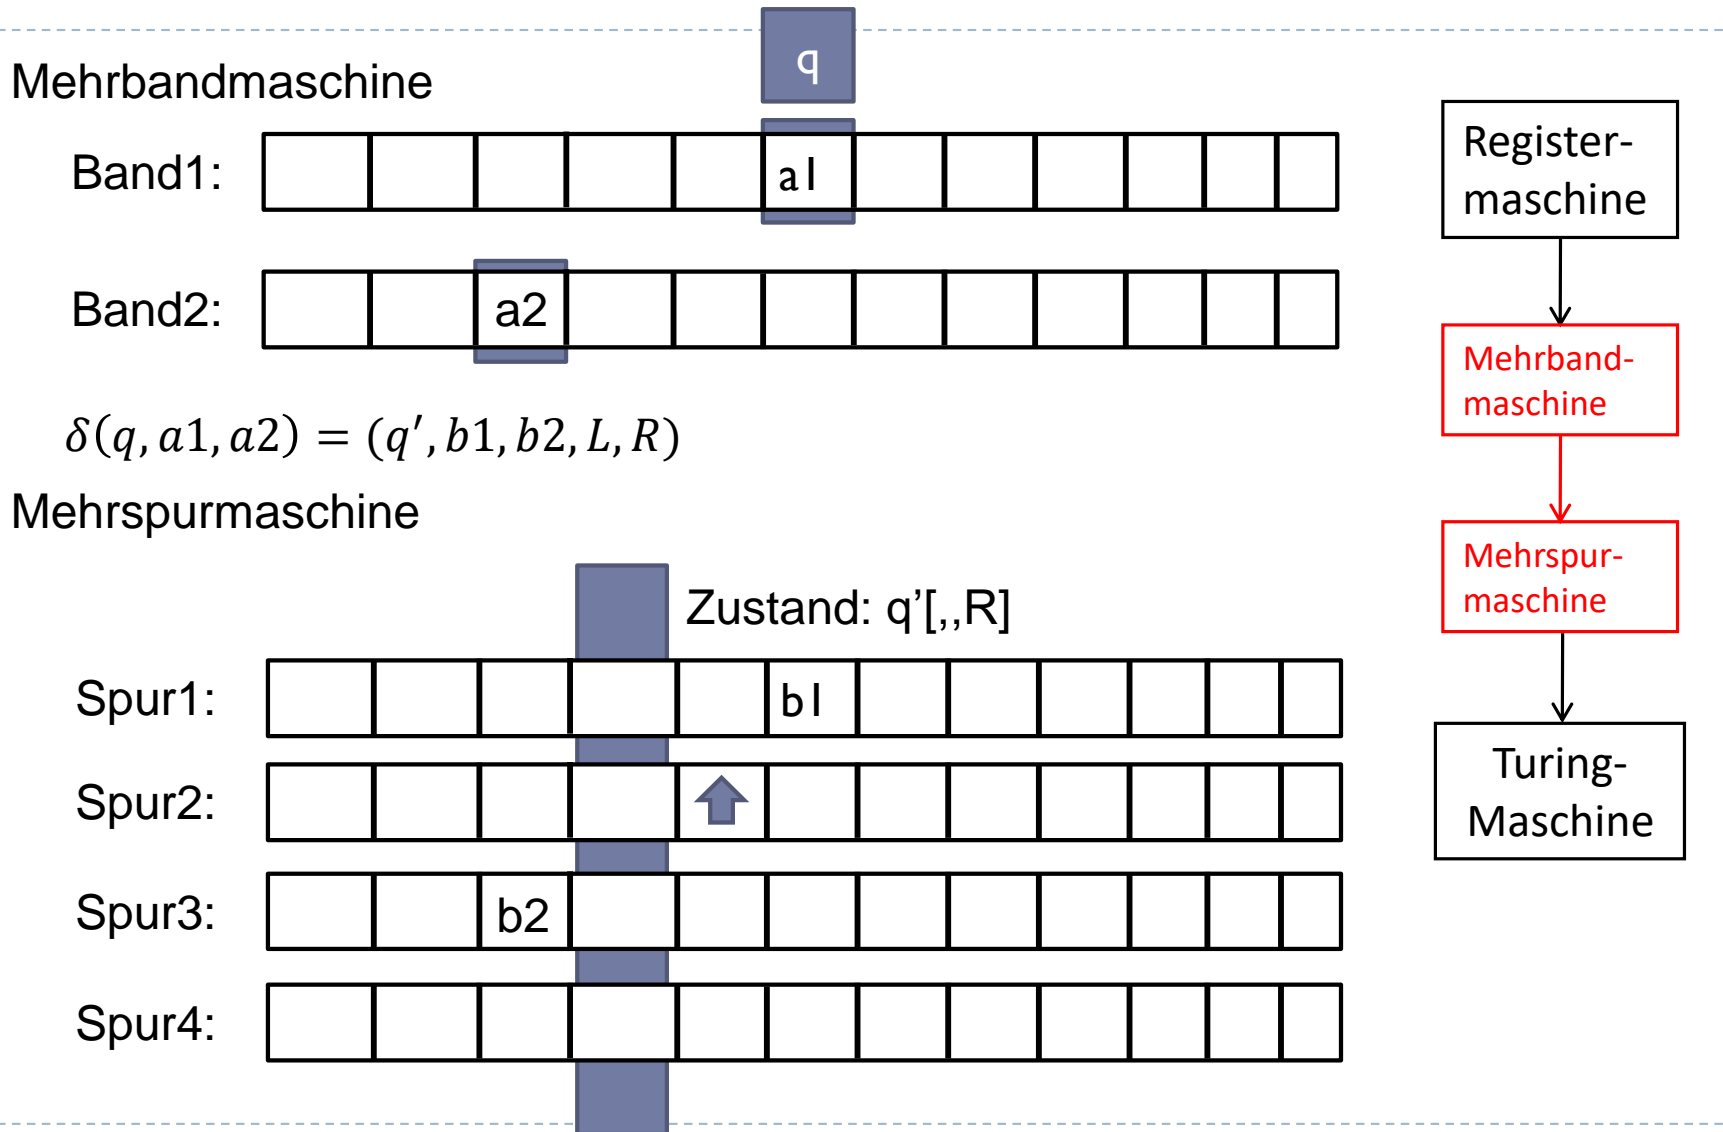 q
Mehrbandmaschine
Band1:
a1
Band2:
a2
δ(q, a1, a2) = (q′, b1, b2, L, R)
Mehrspurmaschine
Zustand: q’[,,R]
Spur1:
b1
Spur2:
Spur3:
b2
Spur4:
Register-
maschine
Mehrband-
maschine
Mehrspur-
maschine
Turing-
Maschine